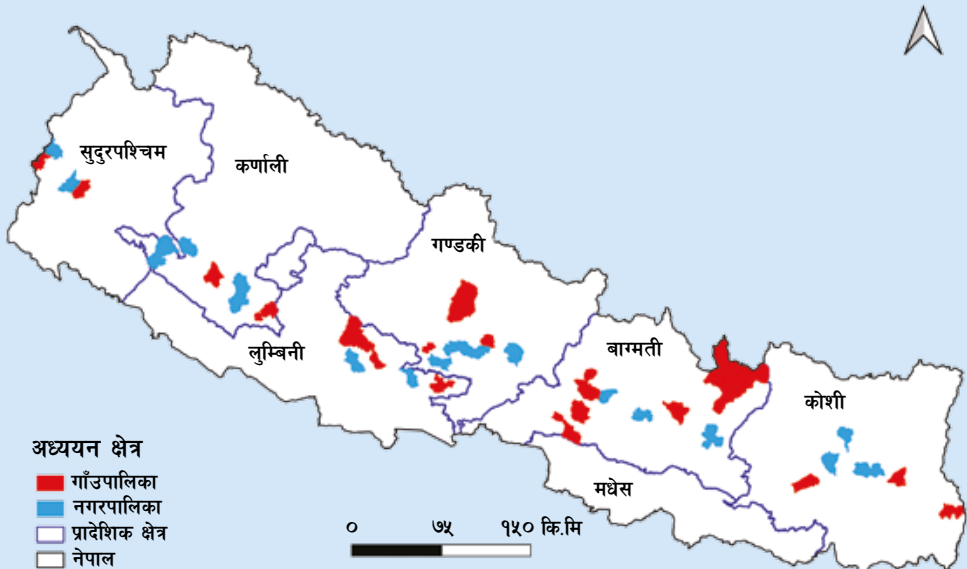 सुदुरपश्चिम
कर्णाली
गण्डकी
लुम्बिनी
बाग्मती
कोशी
मधेस
अध्ययन क्षेत्र
गाँउपालिका
नगरपालिका
प्रादेशिक क्षेत्र
नेपाल
० ७५ १५० कि.मि